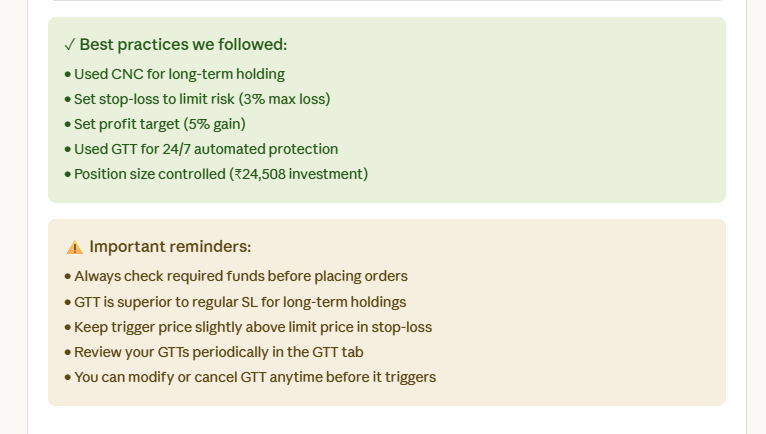 ✓ Best practices we followed:
• Used CNC for long-term holding
• Set stop-loss to limit risk (3% max loss)
• Set profit target (5% gain)
• Used GTT for 24/7 automated protection
• Position size controlled (₹24,508 investment)
⚠️ Important reminders:
• Always check required funds before placing orders
• GTT is superior to regular SL for long-term holdings
• Keep trigger price slightly above limit price in stop-loss
• Review your GTTs periodically in the GTT tab
• You can modify or cancel GTT anytime before it triggers